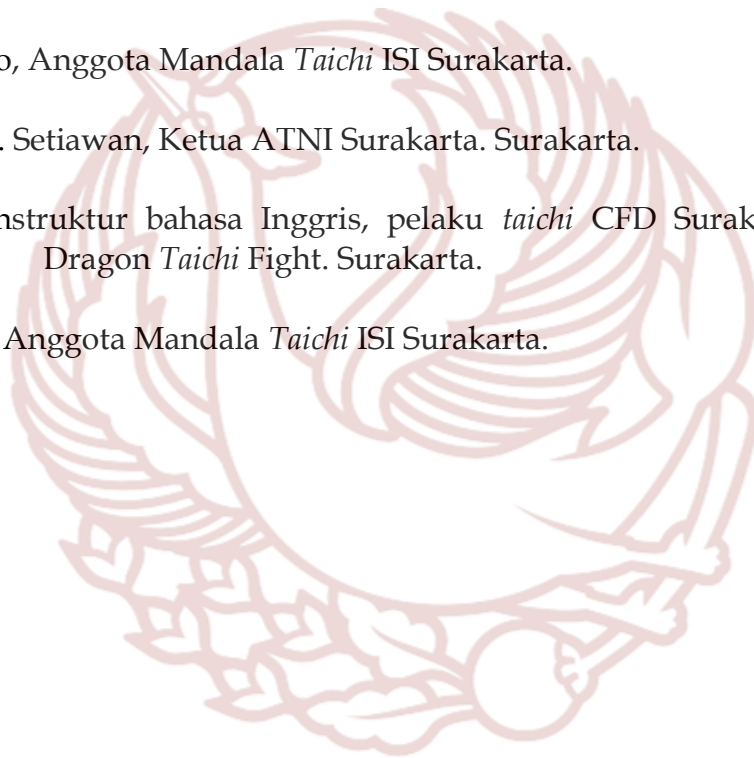 o, Anggota Mandala Taichi ISI Surakarta.
. Setiawan, Ketua ATNI Surakarta. Surakarta.
nstruktur bahasa Inggris, pelaku taichi CFD Surak
Dragon Taichi Fight. Surakarta.
Anggota Mandala Taichi ISI Surakarta.